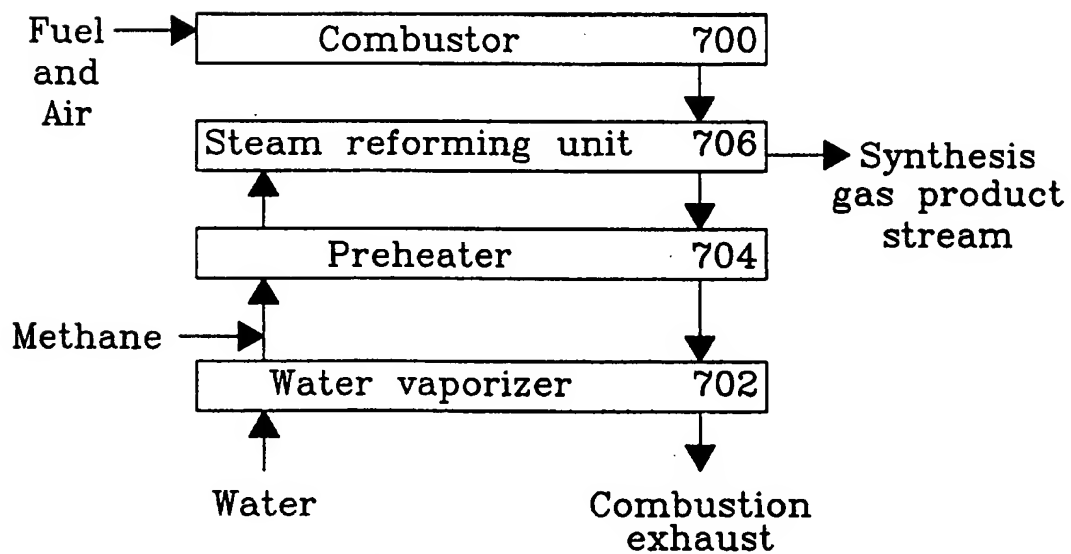 Fuel
and
Air
Combustor 700
Steam reforming unit 706
Synthesis
gas product
stream
Preheater 704
Methane
Water vaporizer 702
Water
Combustion
exhaust